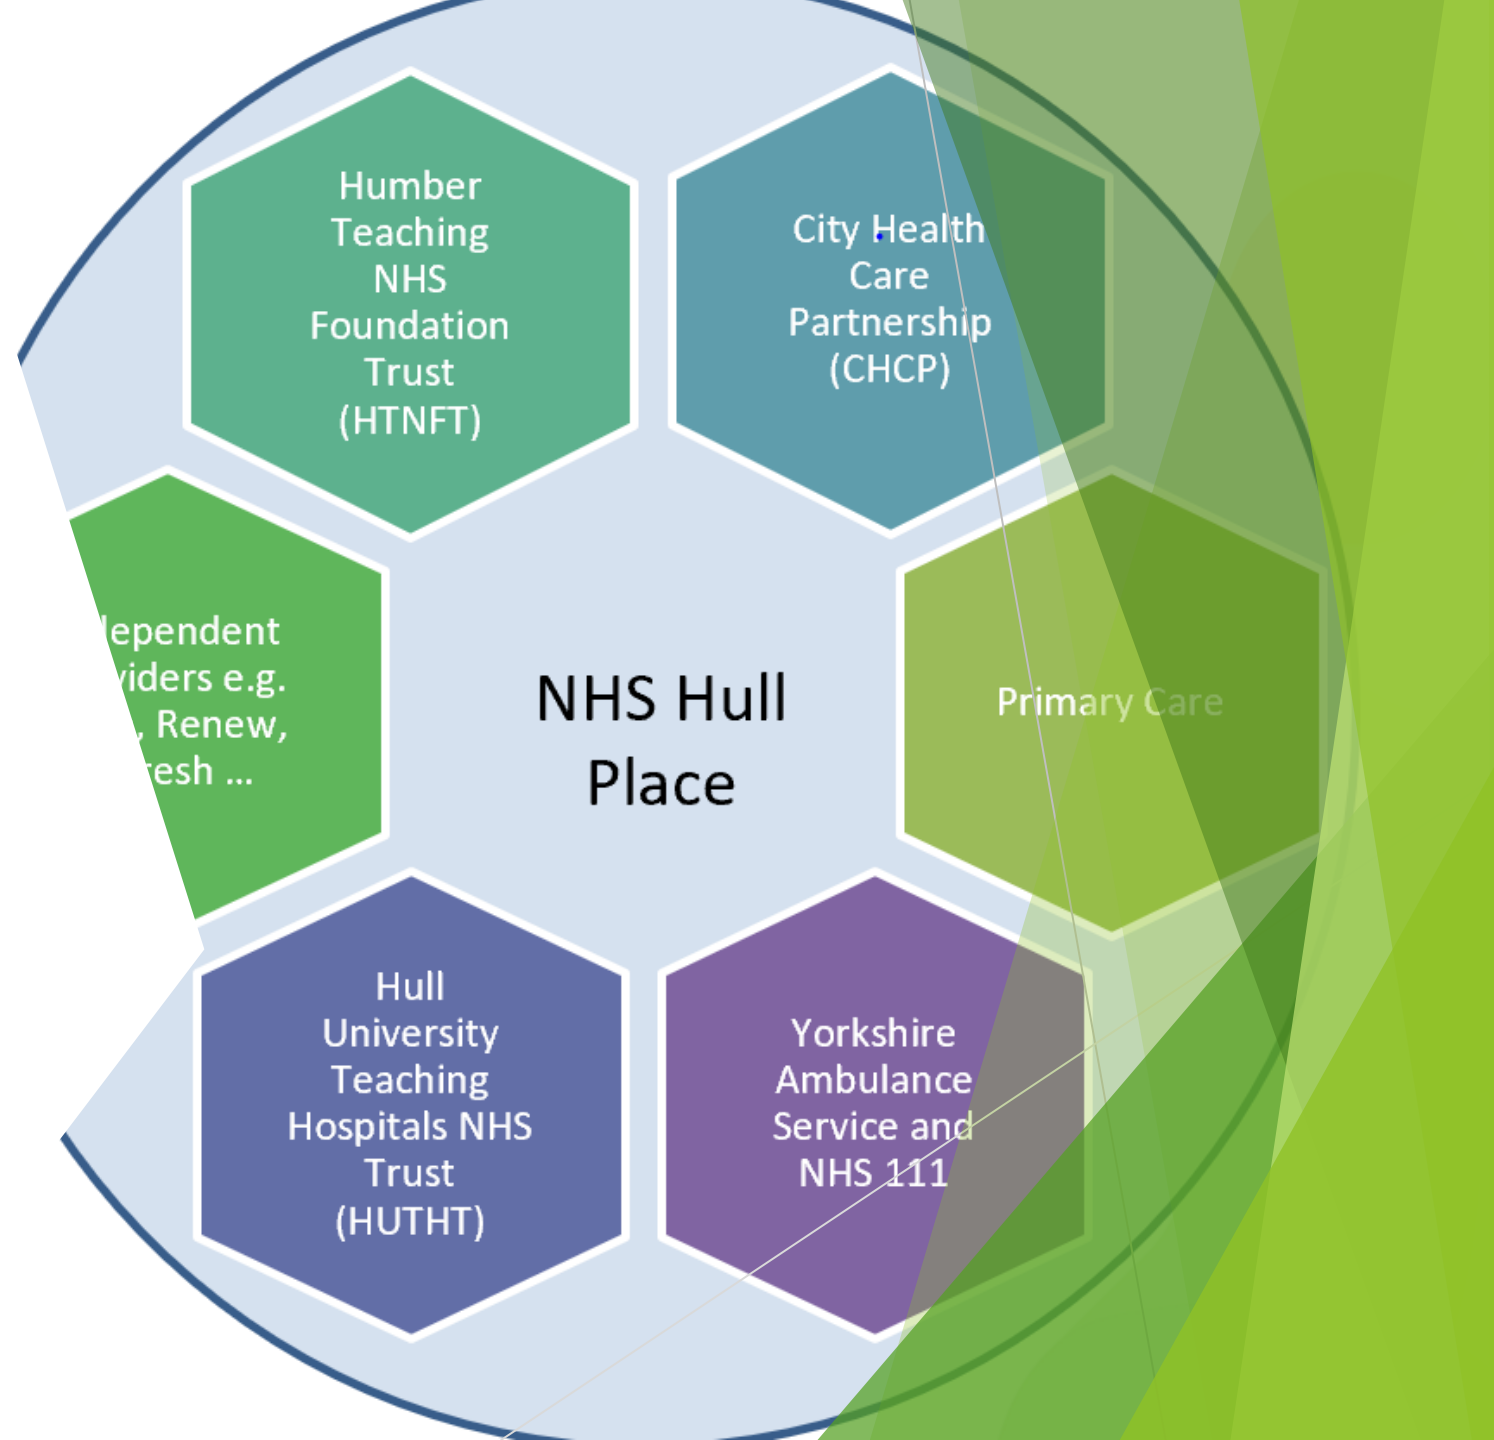 Humber
Teaching
NHS
Foundation
Trust
(HTNFT)
City Health
Care
Partnership
(CHCP)
e.g.
Renew,
...
NHS Hull
Place
Primary Care
Hull
University
Teaching
Hospitals NHS
Trust
(HUTHT)
Yorkshire
Ambulance
Service and
NHS 111